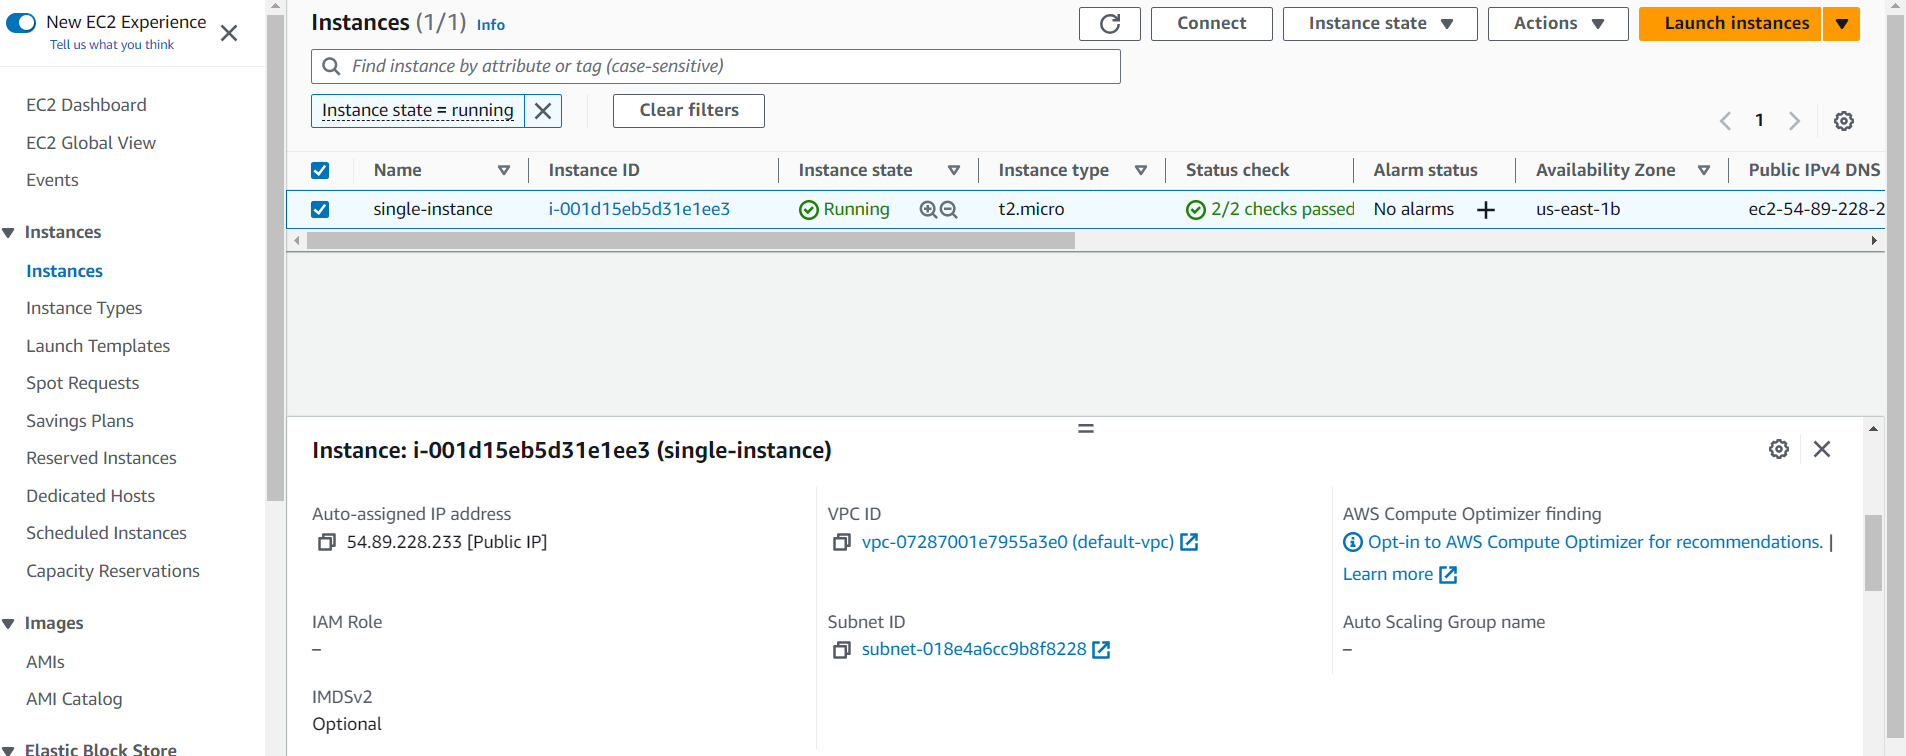 New EC2 Experience
Tell us what you think
EC2 Dashboard
EC2 Global View
Events
Instances
Instances
Instance Types
Launch Templates
Spot Requests
Savings Plans
Reserved Instances
Dedicated Hosts
Scheduled Instances
Capacity Reservations
Images
AMIs
AMI Catalog
Elastic Block Store
Instances (1/1) Info
Connect
Instance state
Actions
Launch instances
Find instance by attribute or tag (case-sensitive)
Instance state = running
Clear filters
1
Name Instance ID Instance state Instance type Status check Alarm status Availability Zone Public IPv4 DNS
single-instance i-001d15eb5d31e1ee3 Running t2.micro 2/2 checks passed No alarms us-east-1b ec2-54-89-228-2
Instance: i-001d15eb5d31e1ee3 (single-instance)
Auto-assigned IP address
54.89.228.233 [Public IP]
VPC ID
vpc-07287001e7955a3e0 (default-vpc)
AWS Compute Optimizer finding
Opt-in to AWS Compute Optimizer for recommendations. |
Learn more
IAM Role
–
Subnet ID
subnet-018e4a6cc9b8f8228
Auto Scaling Group name
–
IMDSv2
Optional